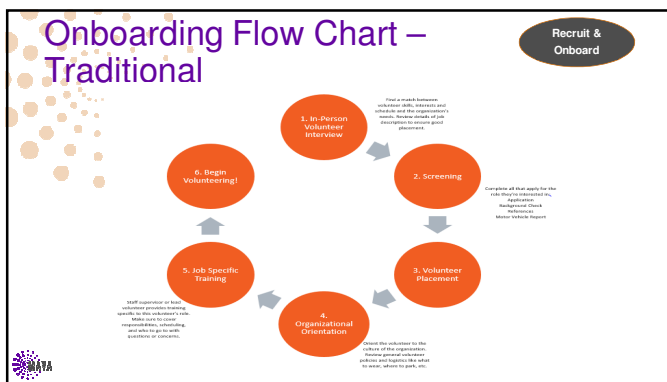 Onboarding Flow Chart –
Traditional
Recruit &
Onboard
1. In-Person
Volunteer
Interview
Find a match between
volunteer skills, interests and
schedule and the organization's
needs. Review details of job
description to ensure good
placement.
2. Screening
Complete all that apply for the
role they're interested in,
Application
Background Check
References
Motor Vehicle Report
3. Volunteer
Placement
4.
Organizational
Orientation
Orient the volunteer to the
culture of the organization.
Review general volunteer
policies and logistics like what
to wear, where to park, etc.
5. Job Specific
Training
Staff supervisor or lead
volunteer provides training
specific to this volunteer's role.
Make sure to cover
responsibilities, scheduling,
and who to go to with
questions or concerns.
6. Begin
Volunteering!